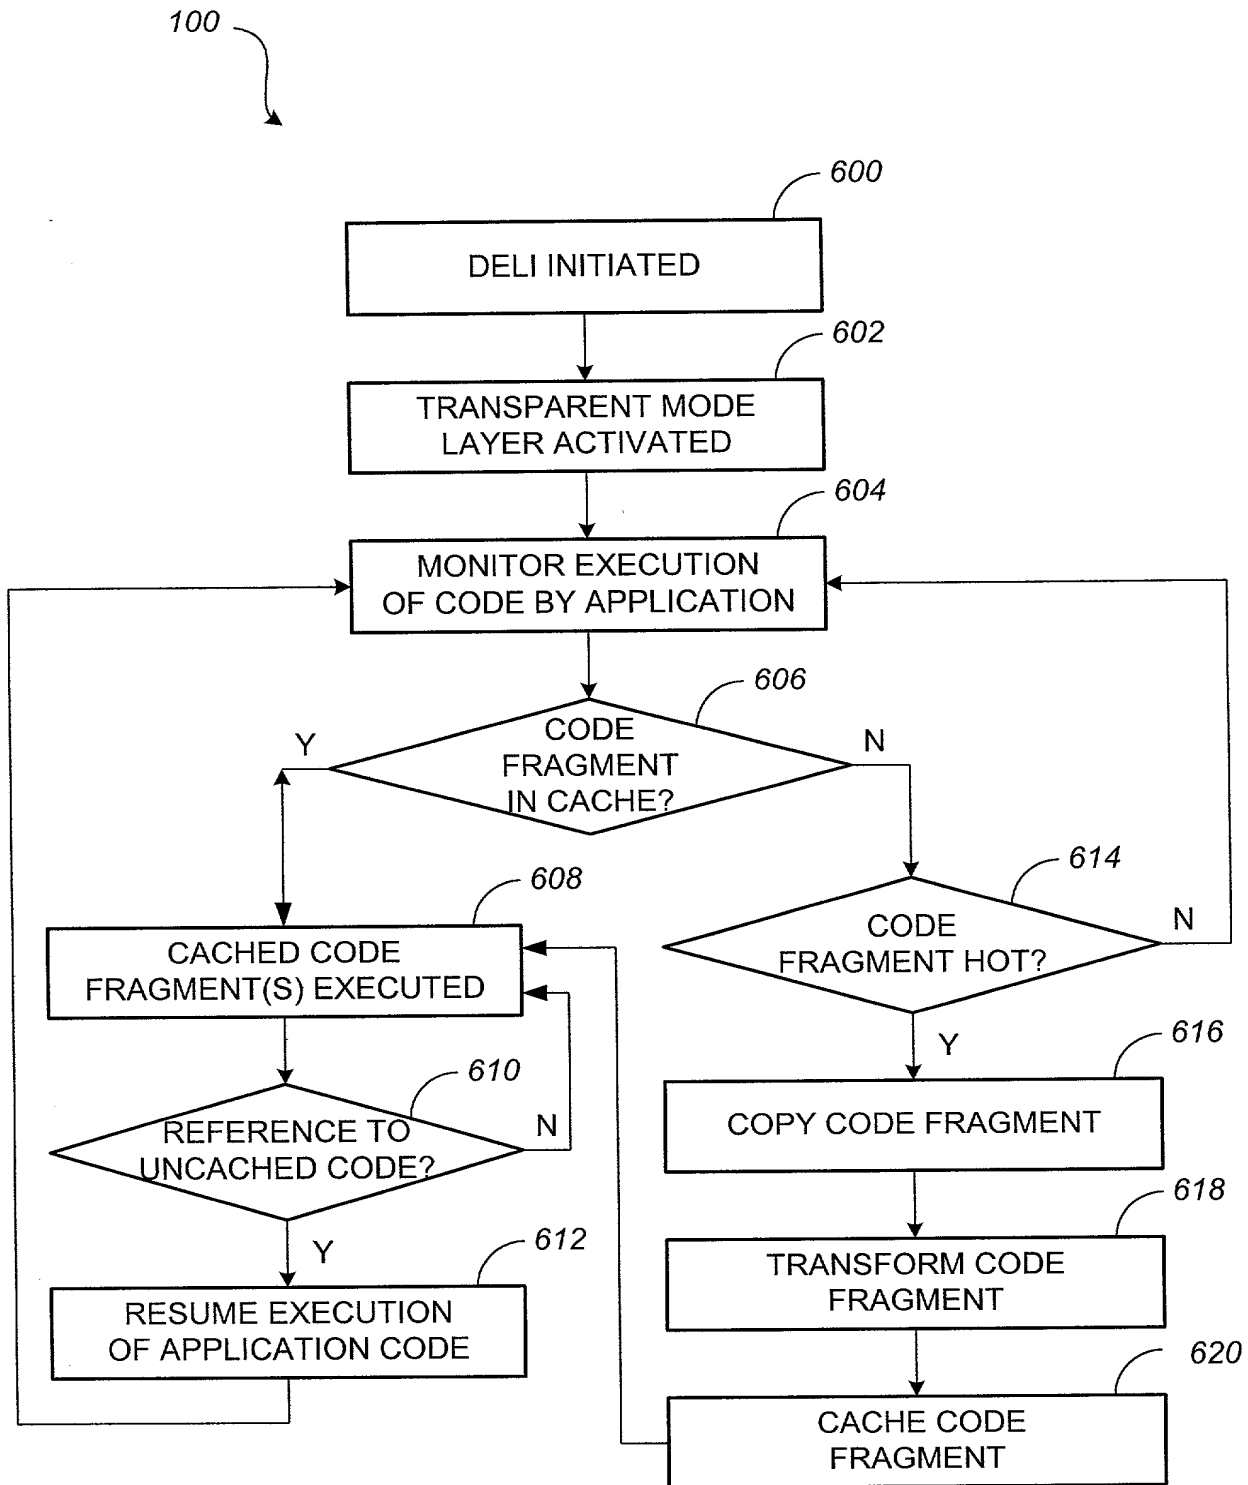 100
600
DELI INITIATED
602
TRANSPARENT MODE
LAYER ACTIVATED
604
MONITOR EXECUTION
OF CODE BY APPLICATION
606
CODE
FRAGMENT
IN CACHE?
Y
N
608
CACHED CODE
FRAGMENT(S) EXECUTED
610
REFERENCE TO
UNCACHED CODE?
N
Y
612
RESUME EXECUTION
OF APPLICATION CODE
614
CODE
FRAGMENT HOT?
N
Y
616
COPY CODE FRAGMENT
618
TRANSFORM CODE
FRAGMENT
620
CACHE CODE
FRAGMENT